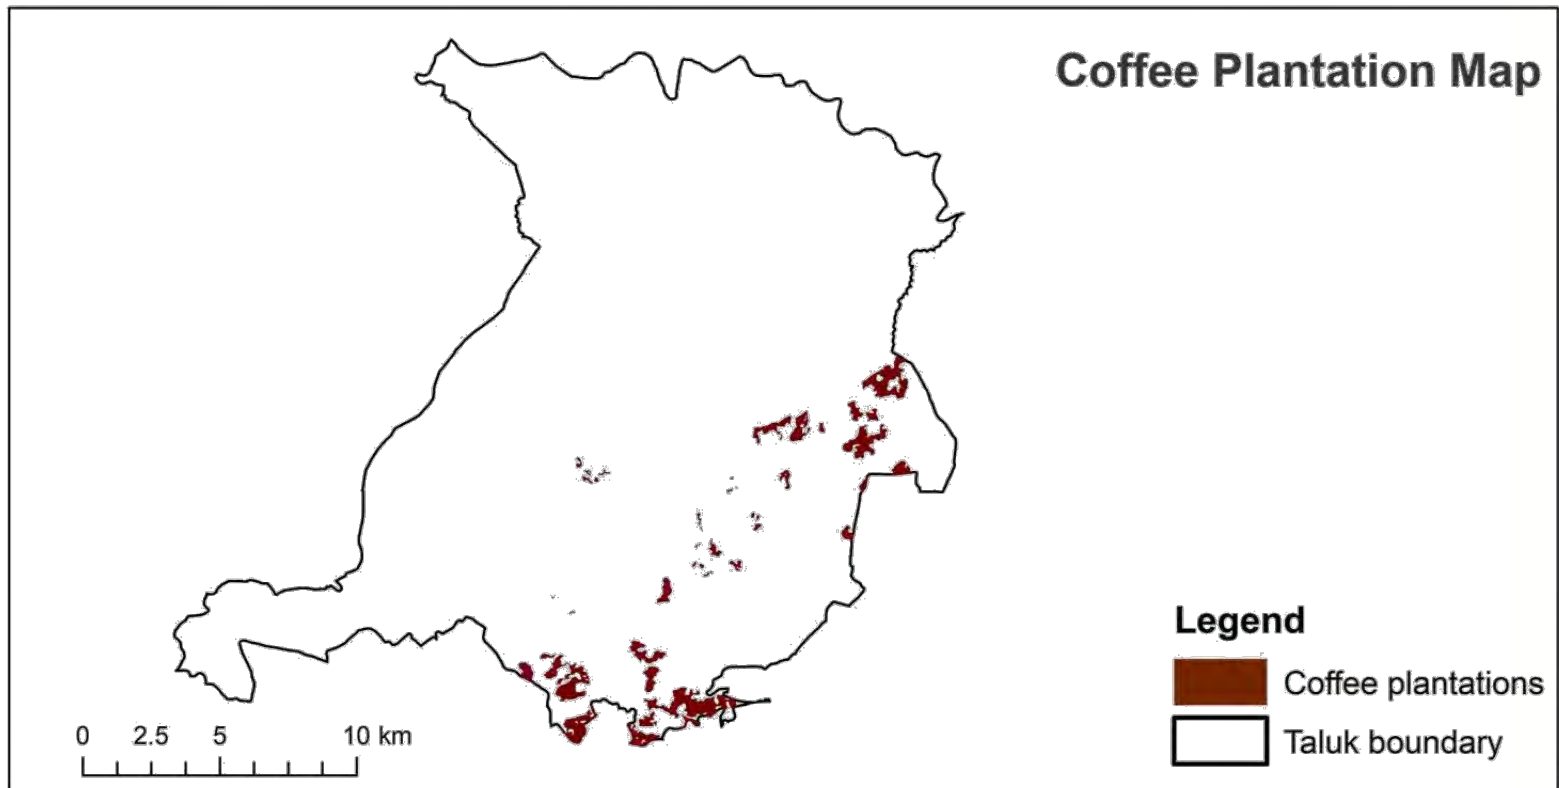 Coffee Plantation Map
Legend
Coffee plantations
Taluk boundary
0 2.5 5 10 km